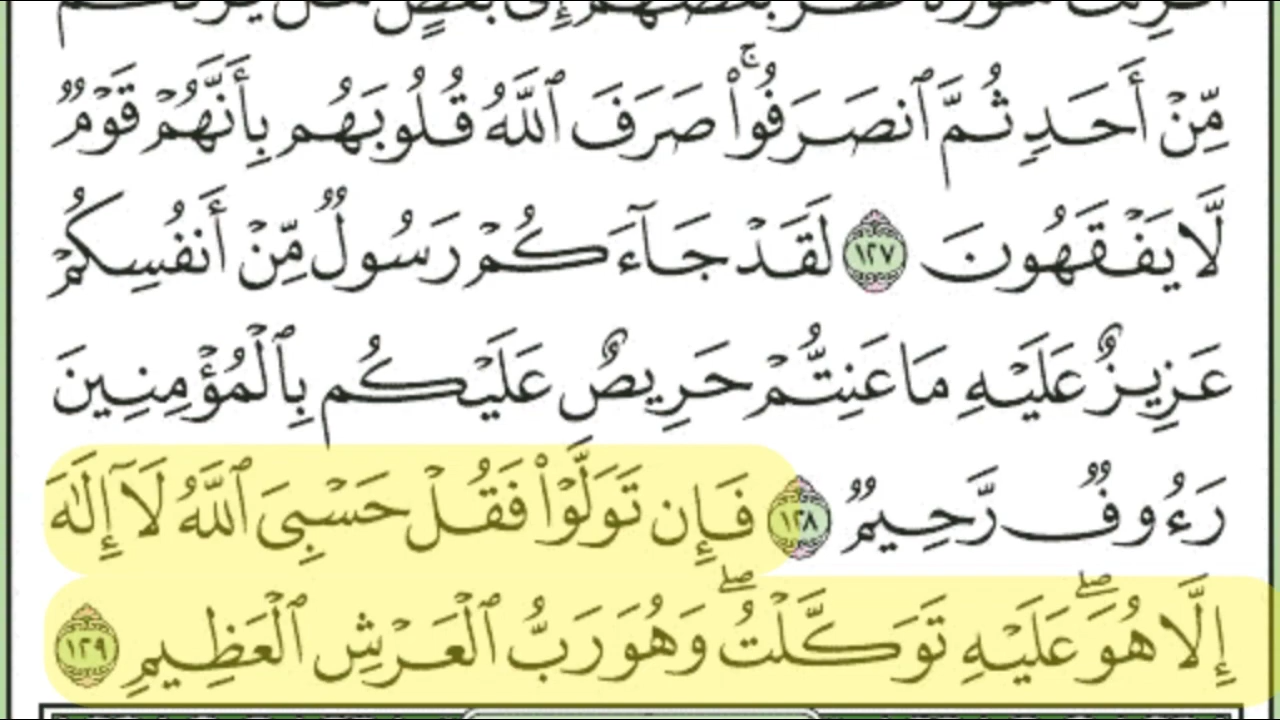 مِّنۡ أَحَدٖ ثُمَّ ٱنصَرَفُواْۚ صَرَفَ ٱللَّهُ قُلُوبَهُم بِأَنَّهُمۡ قَوۡمٞ
لَّا يَفۡقَهُونَ ١٢٧ لَقَدۡ جَآءَكُمۡ رَسُولٞ مِّنۡ أَنفُسِكُمۡ
عَزِيزٌ عَلَيۡهِ مَا عَنِتُّمۡ حَرِيصٌ عَلَيۡكُم بِٱلۡمُؤۡمِنِينَ
رَءُوفٞ رَّحِيمٞ ١٢٨ فَإِن تَوَلَّوۡاْ فَقُلۡ حَسۡبِيَ ٱللَّهُ لَآ إِلَٰهَ
إِلَّا هُوَۖ عَلَيۡهِ تَوَكَّلۡتُۖ وَهُوَ رَبُّ ٱلۡعَرۡشِ ٱلۡعَظِيمِ ١٢٩